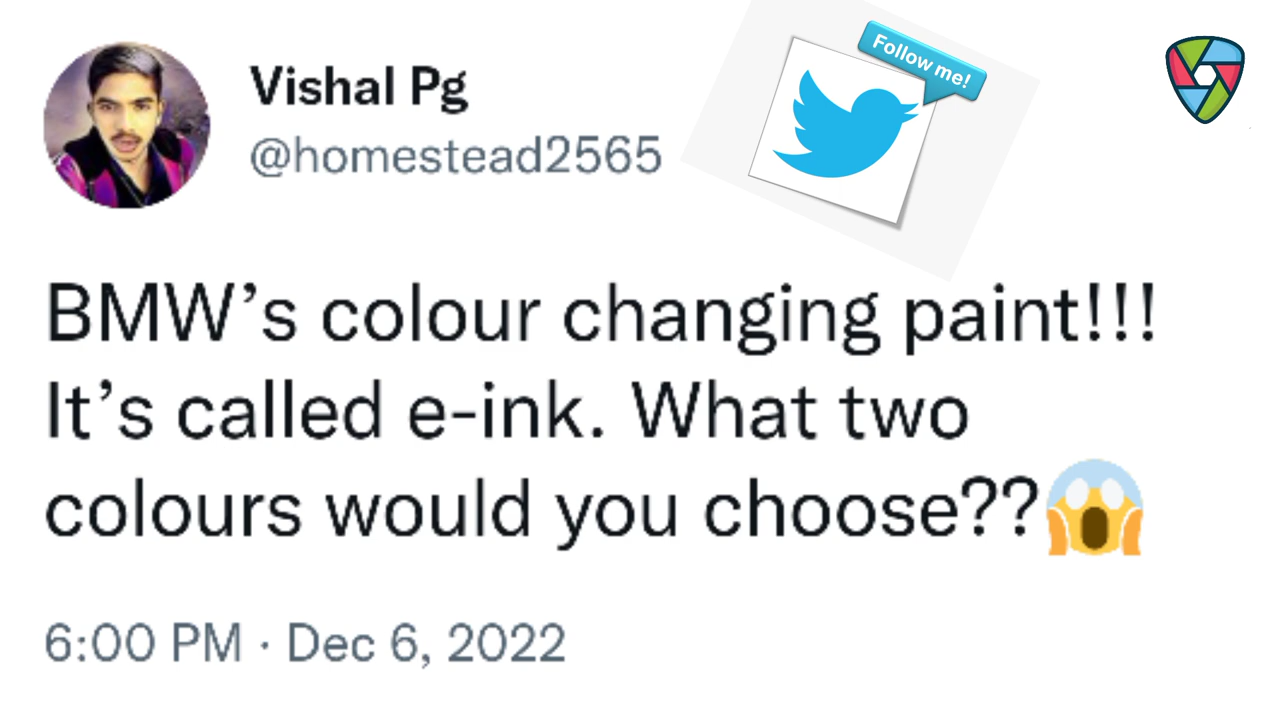 Vishal Pg
@homestead2565
Follow me!
BMW’s colour changing paint!!!
It’s called e-ink. What two
colours would you choose??😱
6:00 PM · Dec 6, 2022